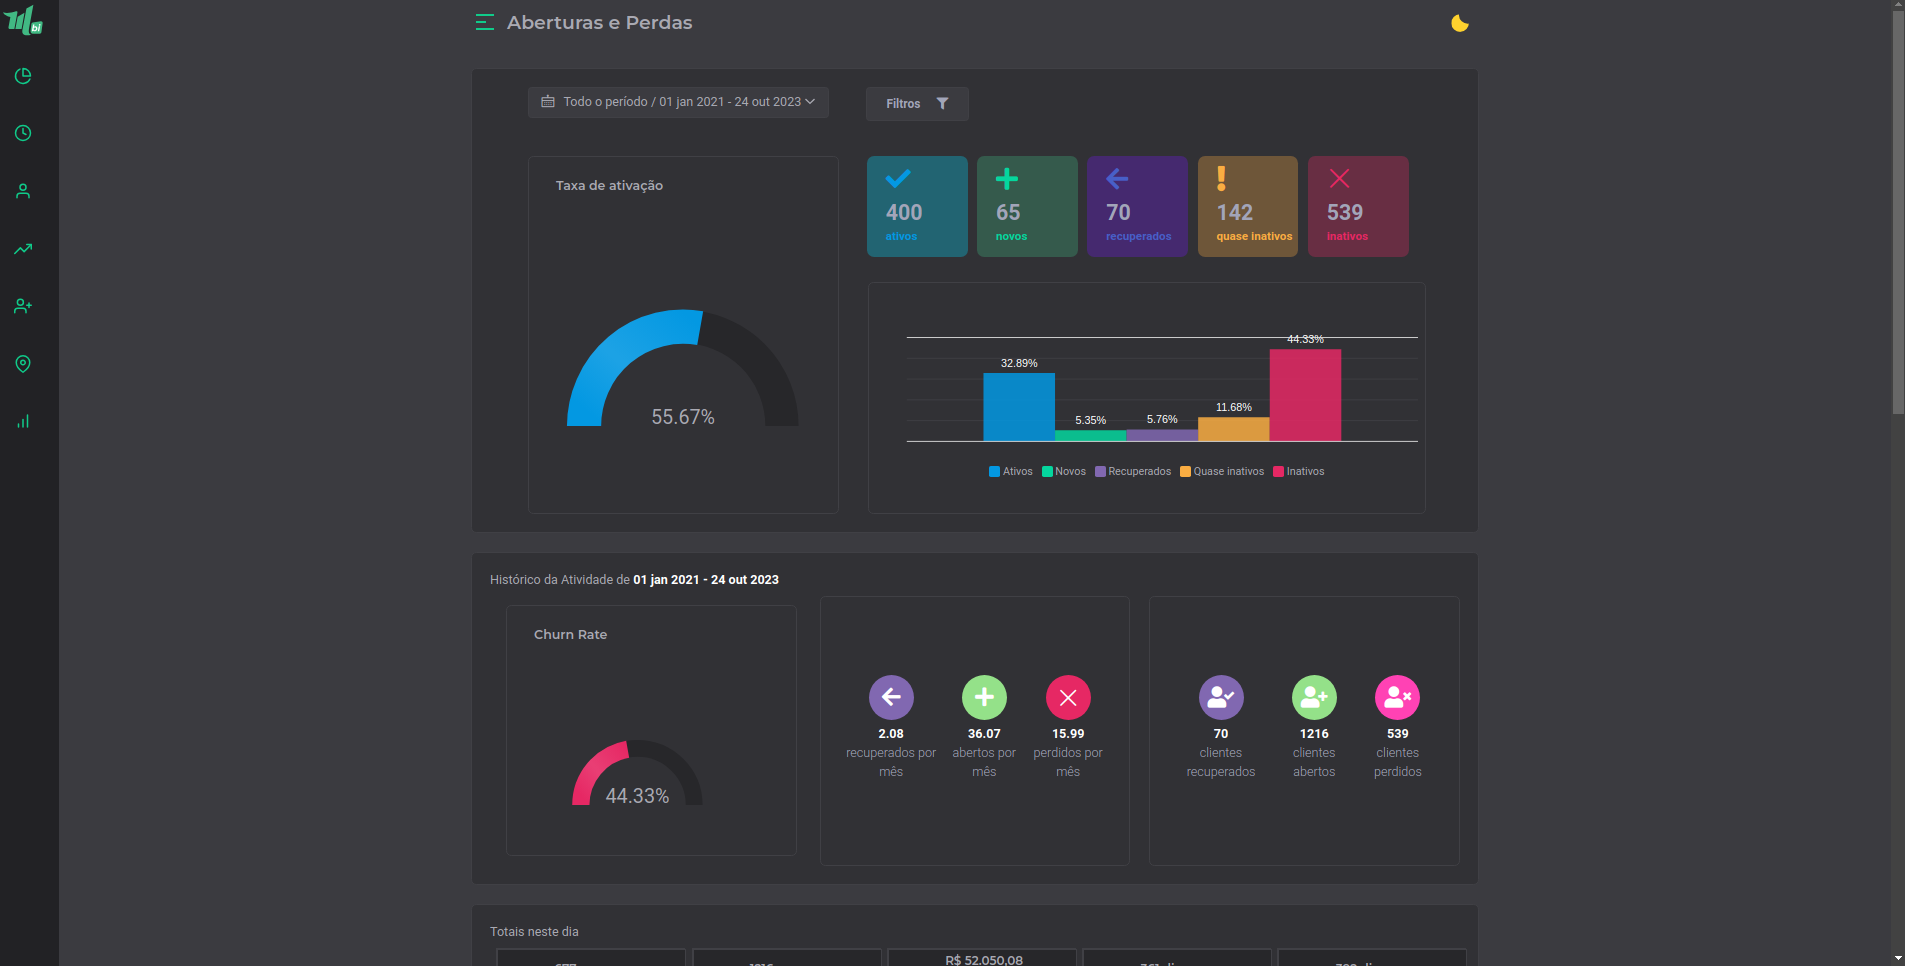 bi
Aberturas e Perdas
Todo o período / 01 jan 2021 - 24 out 2023
Filtros
Taxa de ativação
55.67%
400
ativos
65
novos
70
recuperados
142
quase inativos
539
inativos
32.89%
5.35%
5.76%
11.68%
44.33%
Ativos Novos Recuperados Quase inativos Inativos
Histórico da Atividade de 01 jan 2021 - 24 out 2023
Churn Rate
44.33%
2.08
recuperados por
mês
36.07
abertos por
mês
15.99
perdidos por
mês
70
clientes
recuperados
1216
clientes
abertos
539
clientes
perdidos
Totais neste dia
R$ 52.050,08